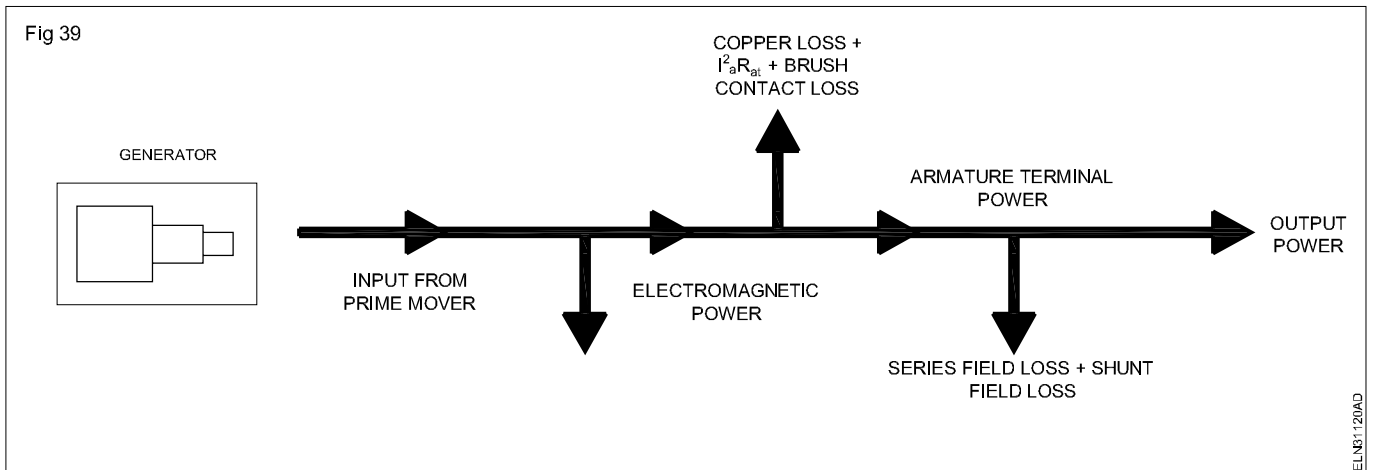 Fig 39
COPPER LOSS +
I²ₐRₐₜ + BRUSH
CONTACT LOSS
GENERATOR
ARMATURE TERMINAL
POWER
OUTPUT
POWER
INPUT FROM
PRIME MOVER
ELECTROMAGNETIC
POWER
SERIES FIELD LOSS + SHUNT
FIELD LOSS
ELN31120AD